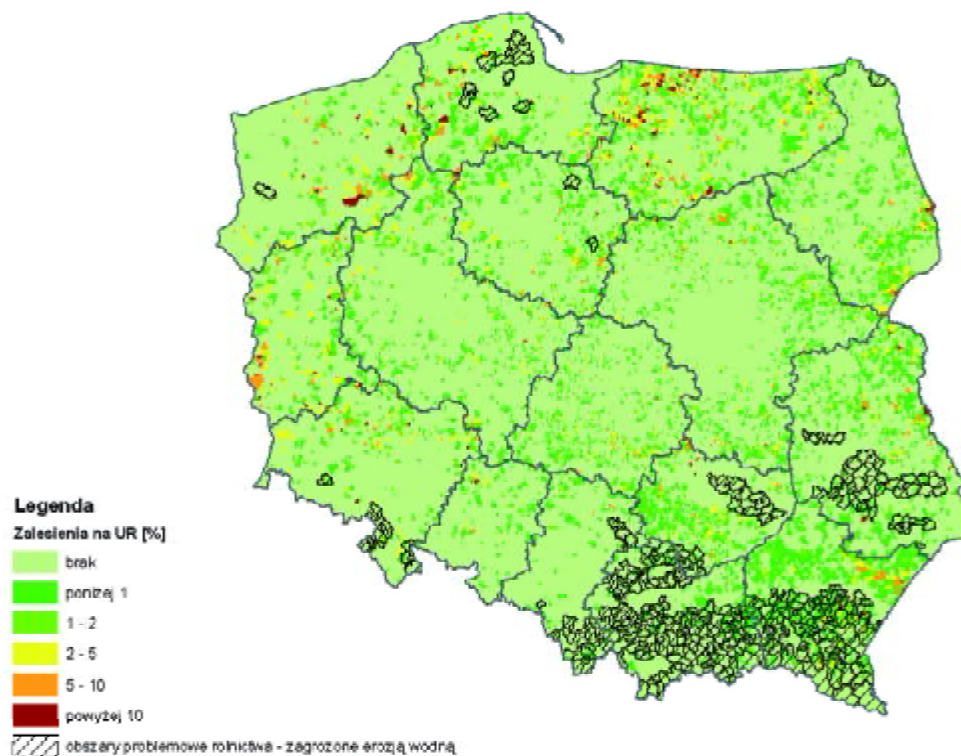 Legenda
Zalesienia na UR [%]
brak
poniżej 1
1 - 2
2 - 5
5 - 10
powyżej 10
obszary problemowe rolnictwa - zagrożone erozją wodną